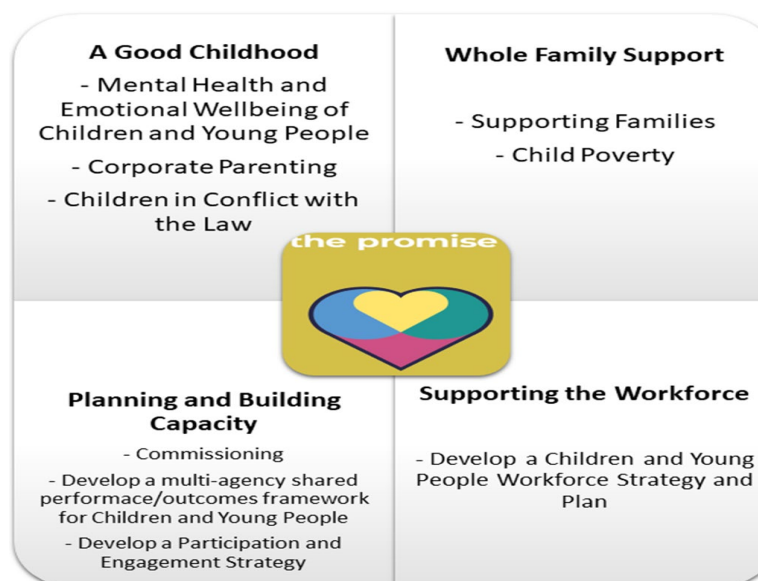 A Good Childhood
- Mental Health and
Emotional Wellbeing of
Children and Young People
- Corporate Parenting
- Children in Conflict with
the Law
Whole Family Support
- Supporting Families
- Child Poverty
the promise
Planning and Building
Capacity
- Commissioning
- Develop a multi-agency shared
performace/outcomes framework
for Children and Young People
- Develop a Participation and
Engagement Strategy
Supporting the Workforce
- Develop a Children and Young
People Workforce Strategy and
Plan